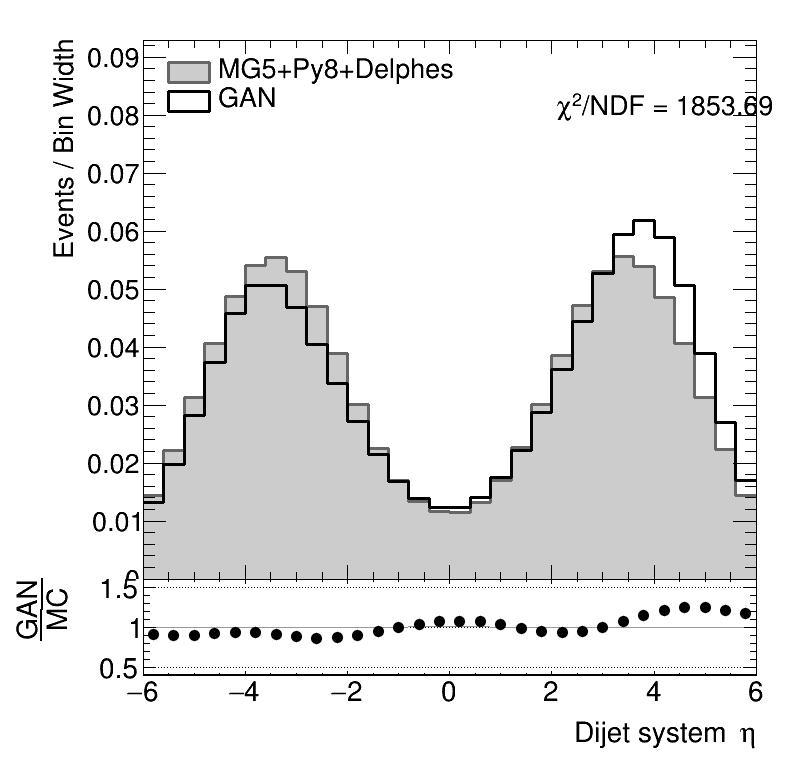 MG5+Py8+Delphes
GAN
χ²/NDF = 1853.69
Events / Bin Width
0.09
0.08
0.07
0.06
0.05
0.04
0.03
0.02
0.01
0
GAN
MC
1.5
1
0.5
−6 −4 −2 0 2 4 6
Dijet system η